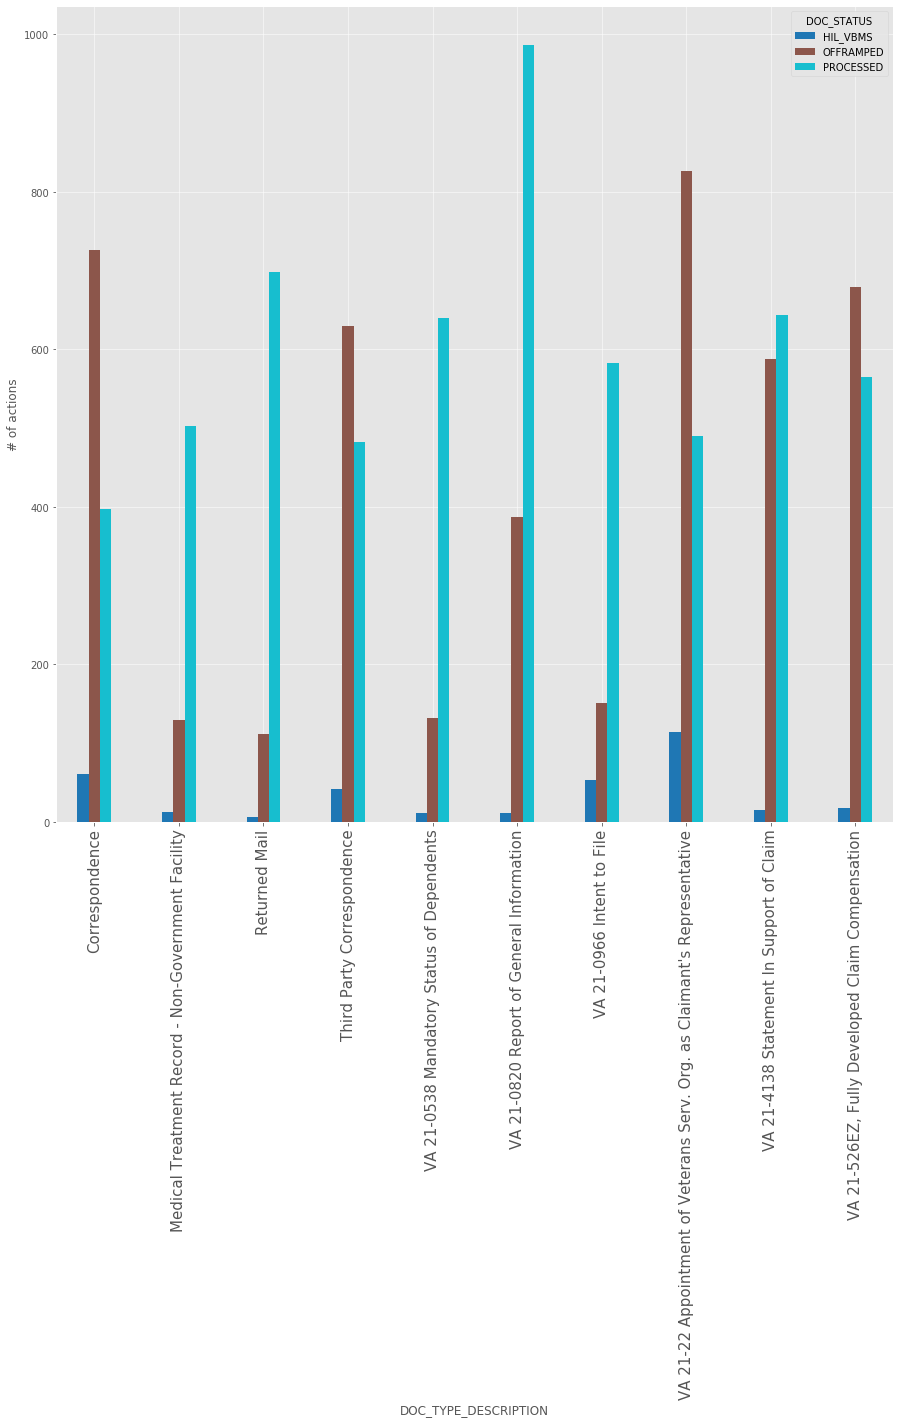 DOC_STATUS
HIL_VBMS
OFFRAMPED
PROCESSED
1000
800
600
400
200
0
# of actions
Correspondence
Medical Treatment Record - Non-Government Facility
Returned Mail
Third Party Correspondence
VA 21-0538 Mandatory Status of Dependents
VA 21-0820 Report of General Information
VA 21-0966 Intent to File
VA 21-22 Appointment of Veterans Serv. Org. as Claimant's Representative
VA 21-4138 Statement In Support of Claim
VA 21-526EZ, Fully Developed Claim Compensation
DOC_TYPE_DESCRIPTION